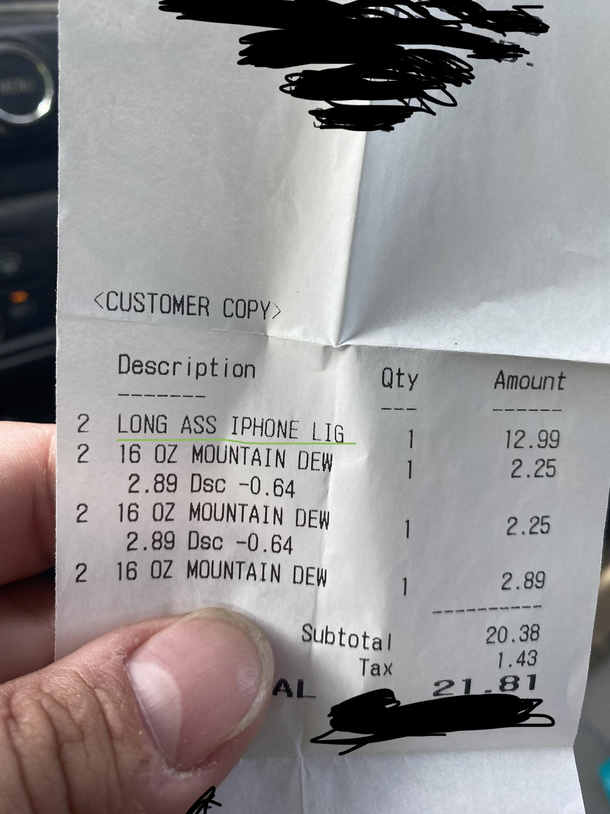 MENU
<CUSTOMER COPY>
Description Qty Amount
------- --- ------
2 LONG ASS IPHONE LIG 1 12.99
2 16 OZ MOUNTAIN DEW 1 2.25
2.89 Dsc -0.64
2 16 OZ MOUNTAIN DEW 1 2.25
2.89 Dsc -0.64
2 16 OZ MOUNTAIN DEW 1 2.89
-----------
Subtotal 20.38
Tax 1.43
AL 21.81